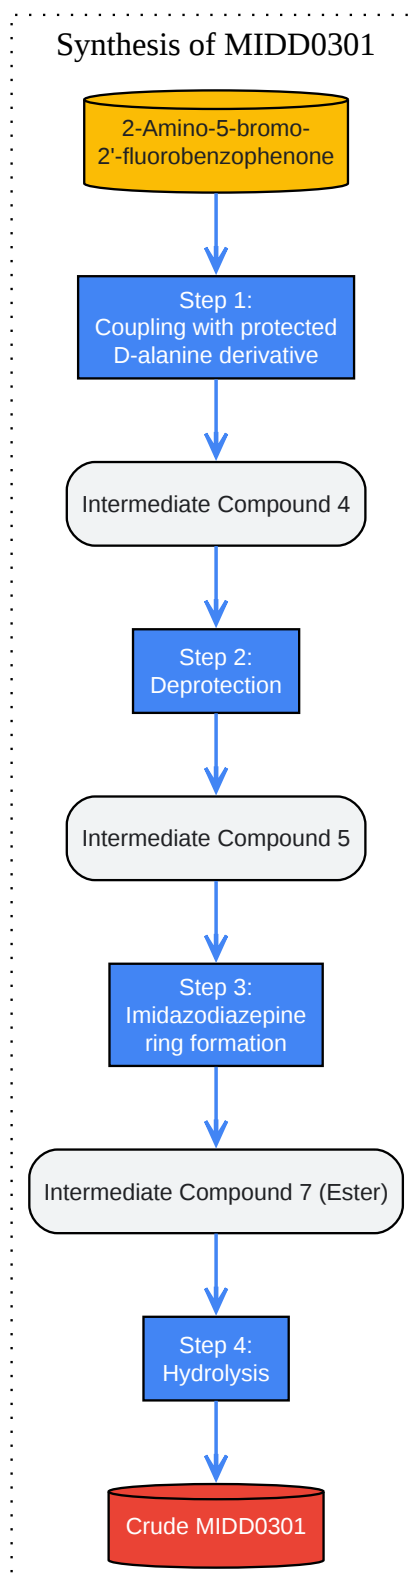 Synthesis of MIDD0301
2-Amino-5-bromo-
2'-fluorobenzophenone
Step 1:
Coupling with protected
D-alanine derivative
Intermediate Compound 4
Step 2:
Deprotection
Intermediate Compound 5
Step 3:
Imidazodiazepine
ring formation
Intermediate Compound 7 (Ester)
Step 4:
Hydrolysis
Crude MIDD0301